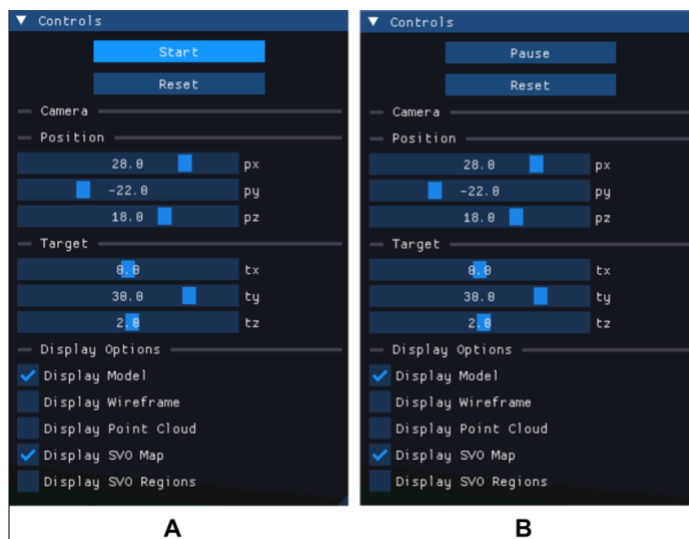 Controls
Start
Reset
Camera
Position
28.0 px
-22.0 py
18.0 pz
Target
0.0 tx
30.0 ty
2.0 tz
Display Options
Display Model
Display Wireframe
Display Point Cloud
Display SVO Map
Display SVO Regions
A
Controls
Pause
Reset
Camera
Position
28.0 px
-22.0 py
18.0 pz
Target
0.0 tx
30.0 ty
2.0 tz
Display Options
Display Model
Display Wireframe
Display Point Cloud
Display SVO Map
Display SVO Regions
B